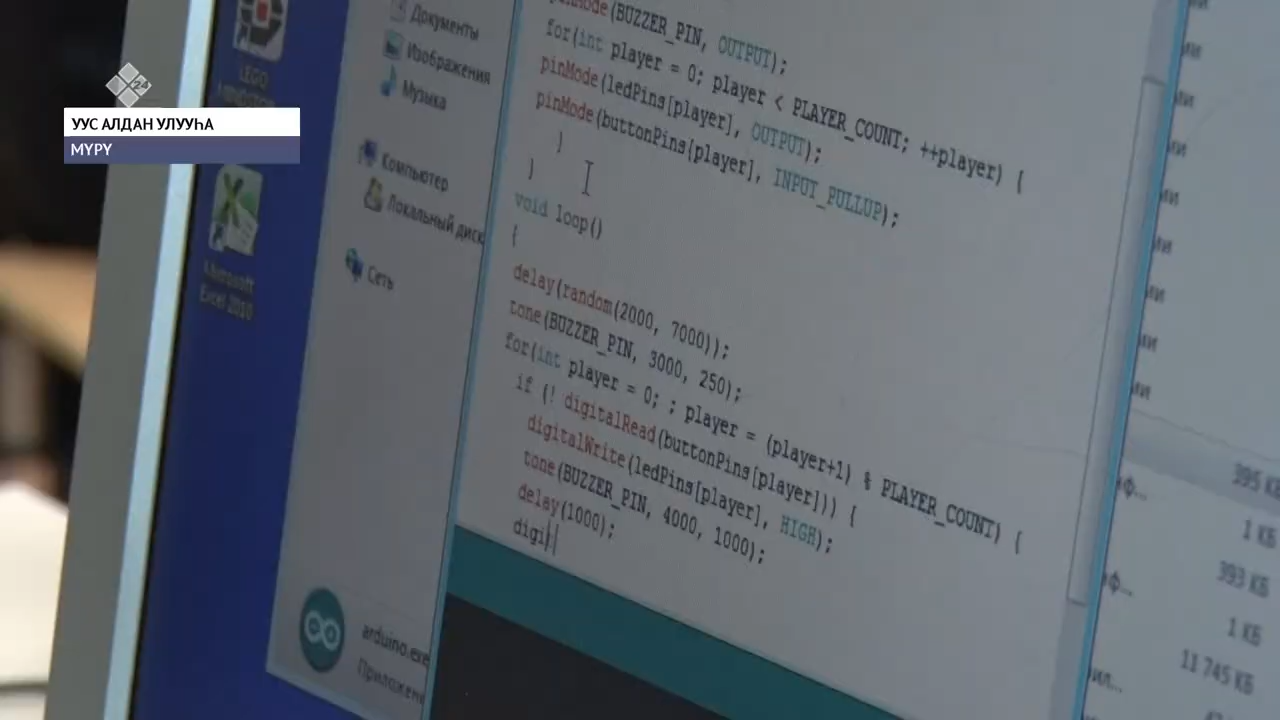 24
УУС АЛДАН УЛУУҺА
МҮРҮ
LEGO
Microsoft
Excel 2010
Документы
Изображения
Музыка
Компьютер
Локальный диск
Сеть
arduino.exe
pinMode(BUZZER_PIN, OUTPUT);
for(int player = 0; player < PLAYER_COUNT; ++player) {
pinMode(ledPins[player], OUTPUT);
pinMode(buttonPins[player], INPUT_PULLUP);
}
}
void loop()
{
delay(random(2000, 7000));
tone(BUZZER_PIN, 3000, 250);
for(int player = 0; ; player = (player+1) % PLAYER_COUNT) {
if (! digitalRead(buttonPins[player])) {
digitalWrite(ledPins[player], HIGH);
tone(BUZZER_PIN, 4000, 1000);
delay(1000);
digi
395 КБ
1 КБ
393 КБ
1 КБ
11 745 КБ